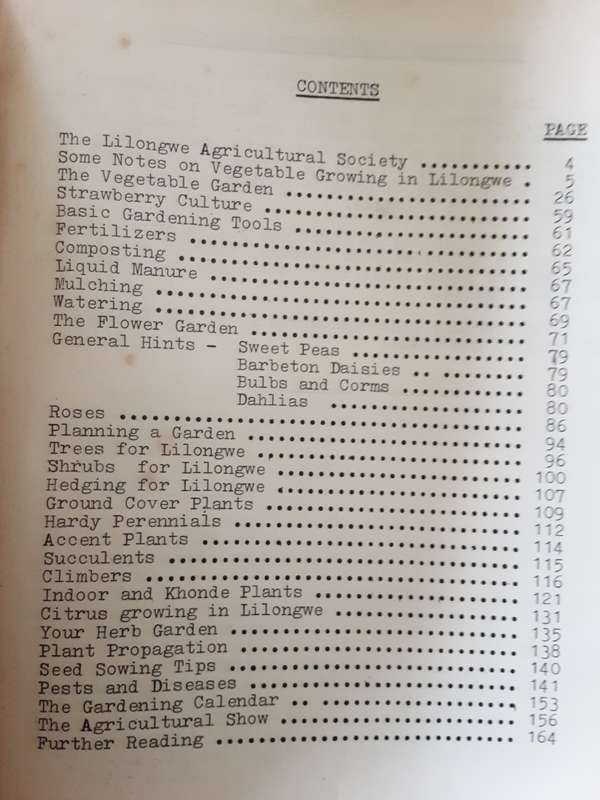 CONTENTS
PAGE
The Lilongwe Agricultural Society ........... 4
Some Notes on Vegetable Growing in Lilongwe . 5
The Vegetable Garden ........................ 26
Strawberry Culture .......................... 59
Basic Gardening Tools ....................... 61
Fertilizers ................................. 62
Composting .................................. 65
Liquid Manure ............................... 67
Mulching .................................... 67
Watering .................................... 69
The Flower Garden ........................... 71
General Hints - Sweet Peas .................. 79
Barbeton Daisies .. ........ 79
Bulbs and Corms ............ 80
Dahlias .................... 80
Roses ....................................... 86
Planning a Garden ........................... 94
Trees for Lilongwe .......................... 96
Shrubs for Lilongwe ......................... 100
Hedging for Lilongwe ........................ 107
Ground Cover Plants ......................... 109
Hardy Perennials ............................ 112
Accent Plants ............................... 114
Succulents .................................. 115
Climbers .................................... 116
Indoor and Khonde Plants .................... 121
Citrus growing in Lilongwe .................. 131
Your Herb Garden ............................ 135
Plant Propagation ........................... 138
Seed Sowing Tips ............................ 140
Pests and Diseases .......................... 141
The Gardening Calendar .. ................... 153
The Agricultural Show ....................... 156
Further Reading ............................. 164